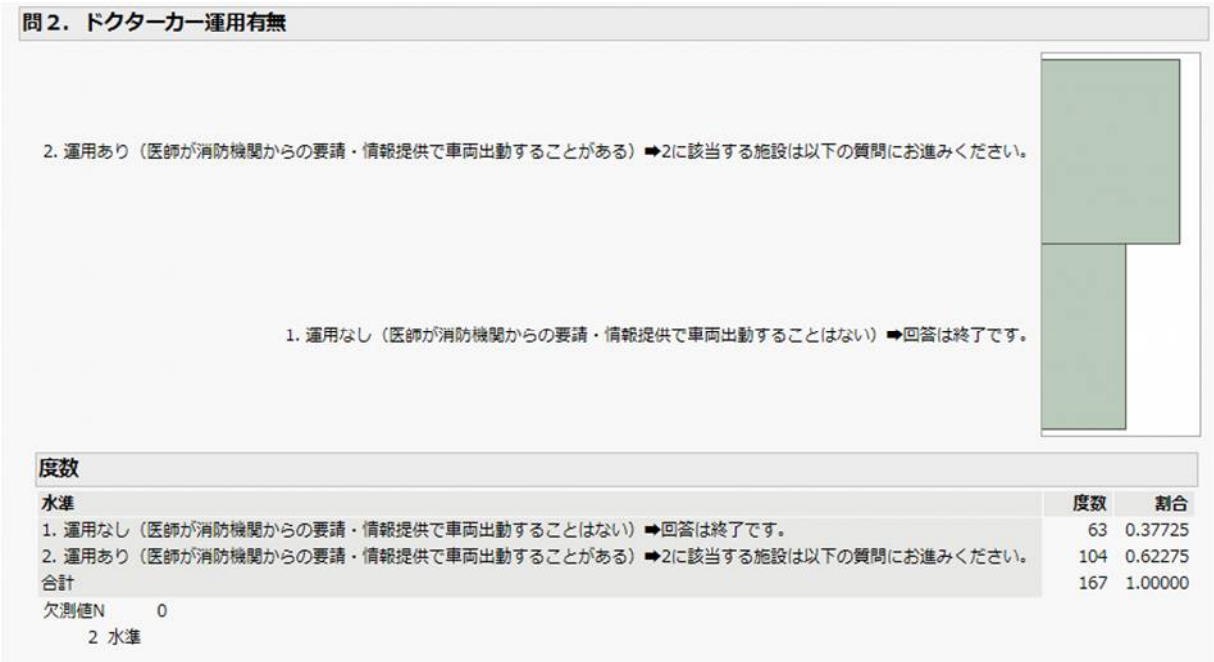 問2．ドクターカー運用有無
2. 運用あり（医師が消防機関からの要請・情報提供で車両出動することがある）➡2に該当する施設は以下の質問にお進みください。
1. 運用なし（医師が消防機関からの要請・情報提供で車両出動することはない）➡回答は終了です。
度数
水準 度数 割合
1. 運用なし（医師が消防機関からの要請・情報提供で車両出動することはない）➡回答は終了です。 63 0.37725
2. 運用あり（医師が消防機関からの要請・情報提供で車両出動することがある）➡2に該当する施設は以下の質問にお進みください。 104 0.62275
合計 167 1.00000
欠測値N 0
2 水準